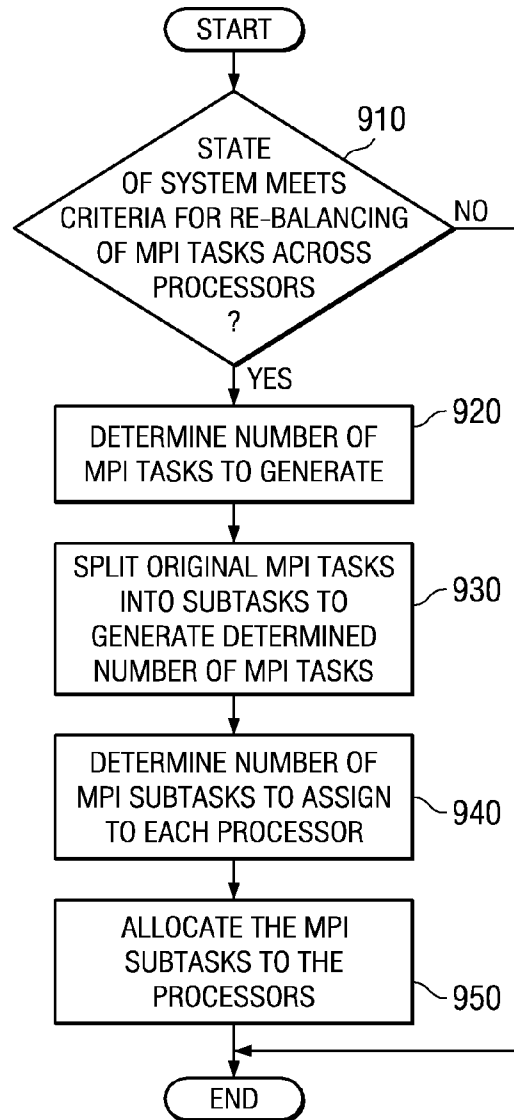 START
910
STATE
OF SYSTEM MEETS
CRITERIA FOR RE-BALANCING
OF MPI TASKS ACROSS
PROCESSORS
?
NO
YES
920
DETERMINE NUMBER OF
MPI TASKS TO GENERATE
SPLIT ORIGINAL MPI TASKS
INTO SUBTASKS TO
GENERATE DETERMINED
NUMBER OF MPI TASKS
930
DETERMINE NUMBER OF
MPI SUBTASKS TO ASSIGN
TO EACH PROCESSOR
940
ALLOCATE THE MPI
SUBTASKS TO THE
PROCESSORS
950
END